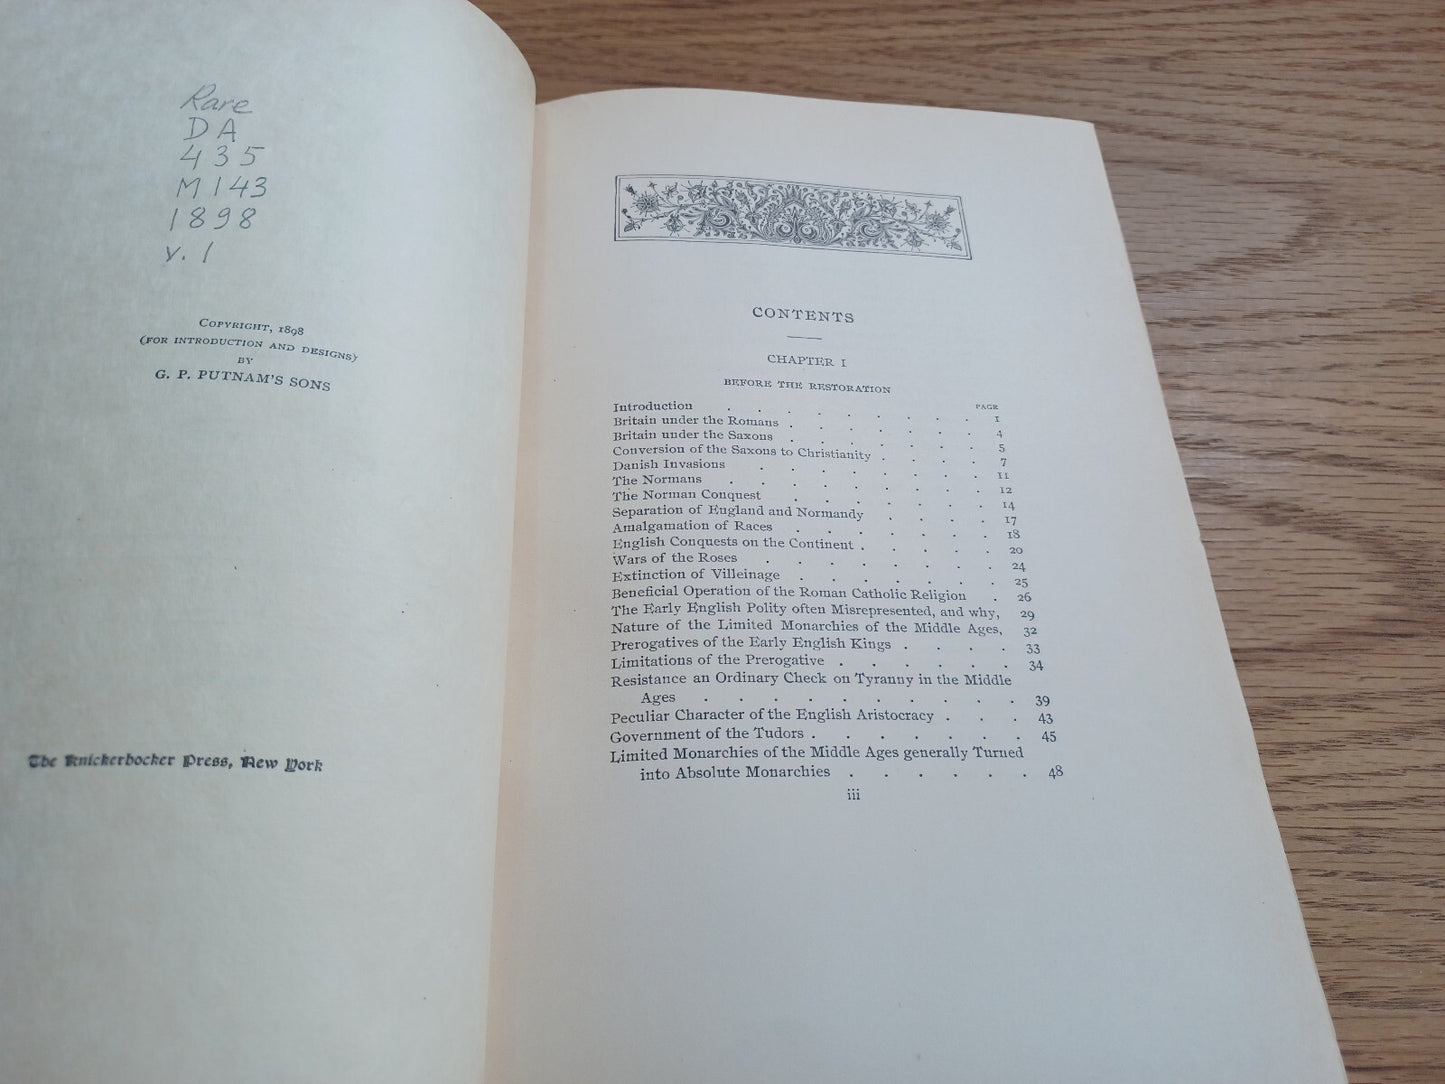 Rare
DA
435
M143
1898
v. 1
COPYRIGHT, 1898
(FOR INTRODUCTION AND DESIGNS)
BY
G. P. PUTNAM'S SONS
The Knickerbocker Press, New York
CONTENTS
CHAPTER I
BEFORE THE RESTORATION
PAGE
Introduction . . . . . . . . . 1
Britain under the Romans . . . . . . . 4
Britain under the Saxons . . . . . . . 5
Conversion of the Saxons to Christianity . . . . 7
Danish Invasions . . . . . . . . 11
The Normans . . . . . . . . . 12
The Norman Conquest . . . . . . . 14
Separation of England and Normandy . . . . 17
Amalgamation of Races . . . . . . . 18
English Conquests on the Continent . . . . . 20
Wars of the Roses . . . . . . . . 24
Extinction of Villeinage . . . . . . . 25
Beneficial Operation of the Roman Catholic Religion . 26
The Early English Polity often Misrepresented, and why, 29
Nature of the Limited Monarchies of the Middle Ages, 32
Prerogatives of the Early English Kings . . . . 33
Limitations of the Prerogative . . . . . . 34
Resistance an Ordinary Check on Tyranny in the Middle
Ages . . . . . . . . . . 39
Peculiar Character of the English Aristocracy . . . 43
Government of the Tudors . . . . . . . 45
Limited Monarchies of the Middle Ages generally Turned
into Absolute Monarchies . . . . . . 48
iii